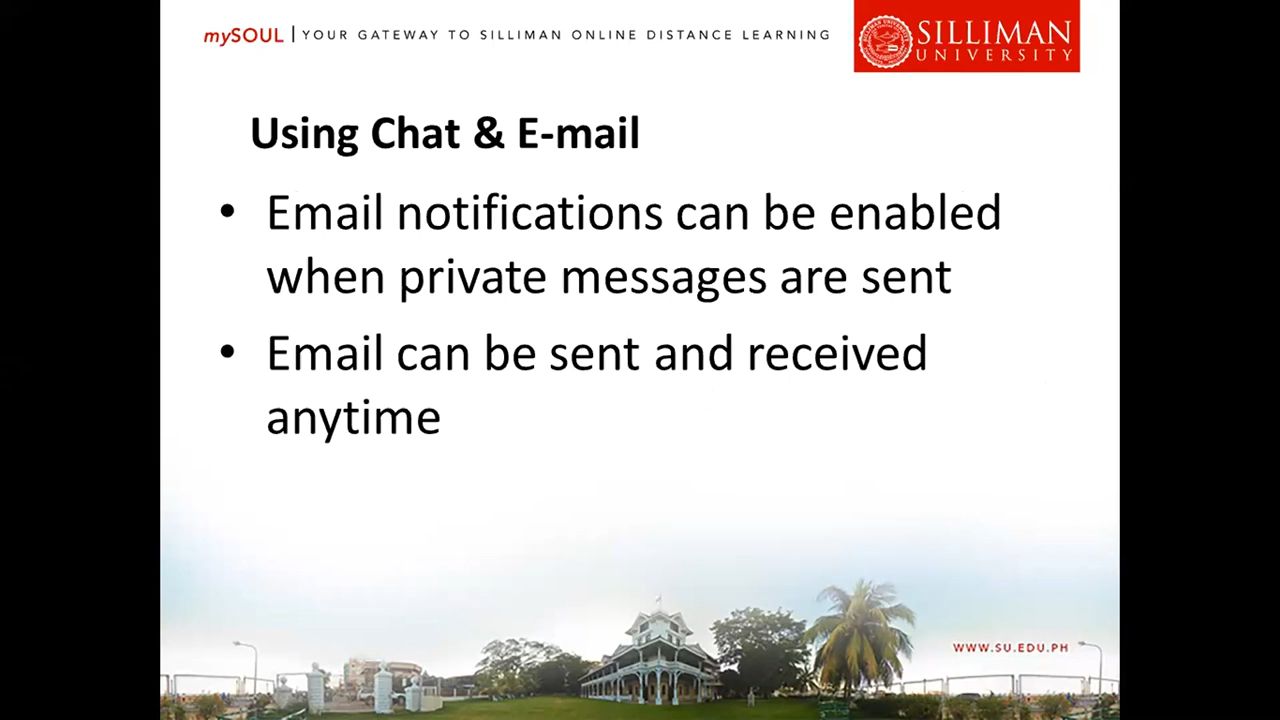 mySOUL | YOUR GATEWAY TO SILLIMAN ONLINE DISTANCE LEARNING
SILLIMAN
UNIVERSITY
Using Chat & E-mail
• Email notifications can be enabled
when private messages are sent
• Email can be sent and received
anytime
WWW.SU.EDU.PH